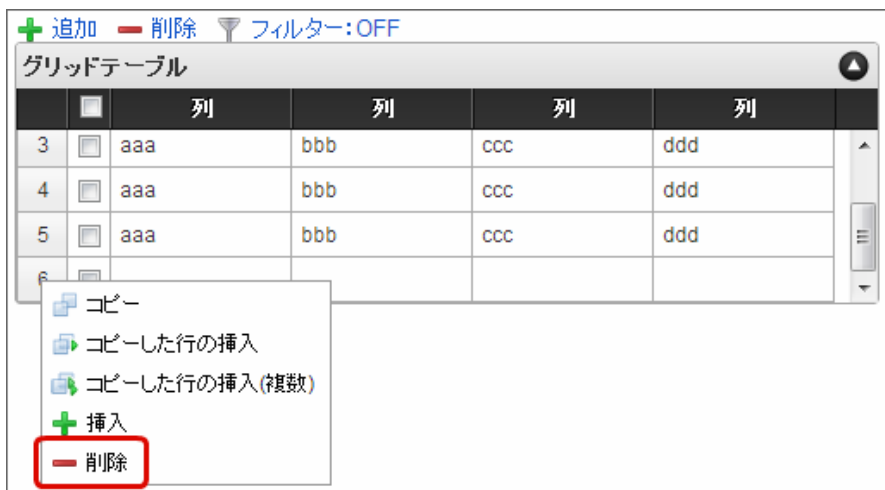 追加 削除 フィルター:OFF
グリッドテーブル
列 列 列 列
3 aaa bbb ccc ddd
4 aaa bbb ccc ddd
5 aaa bbb ccc ddd
6
コピー
コピーした行の挿入
コピーした行の挿入(複数)
挿入
削除